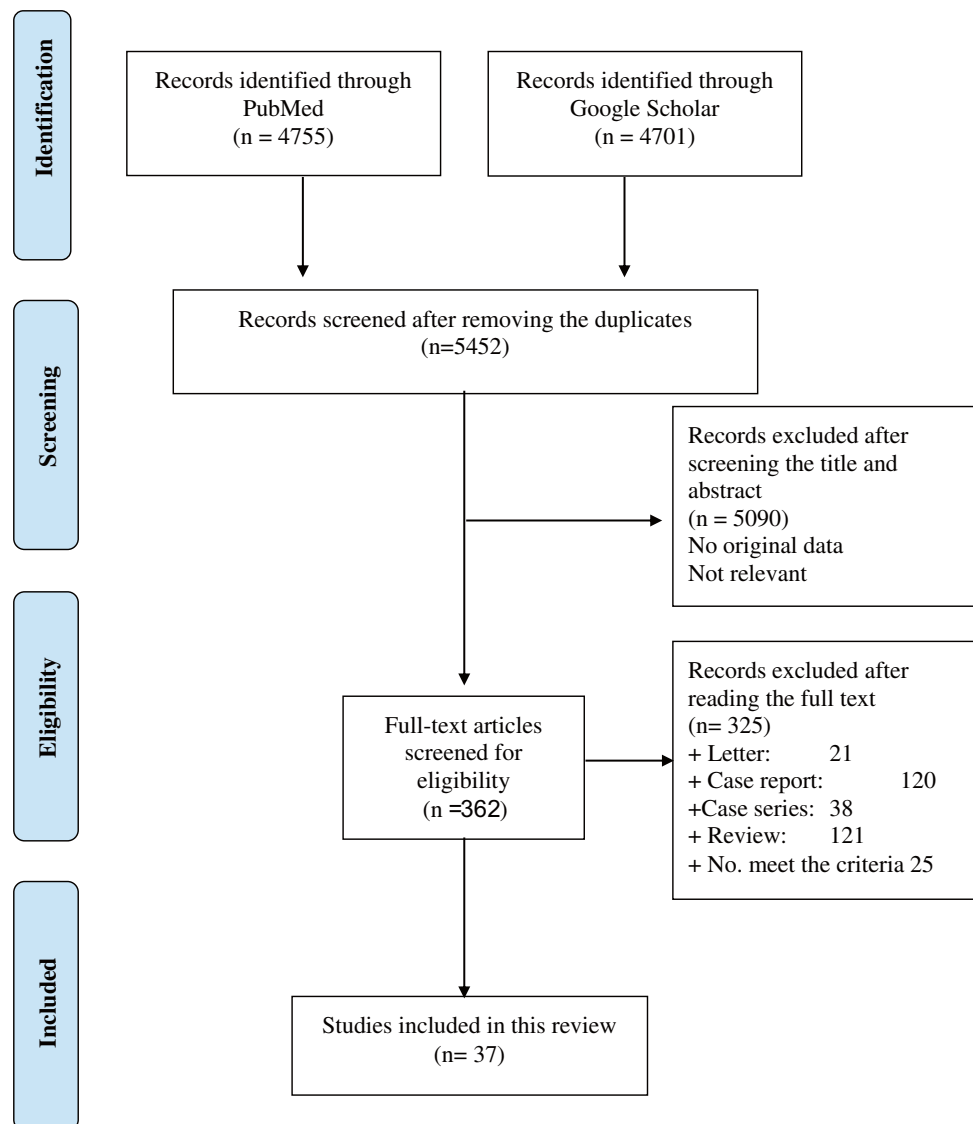 Identification
Records identified through
PubMed
(n = 4755)
Records identified through
Google Scholar
(n = 4701)
Screening
Records screened after removing the duplicates
(n=5452)
Records excluded after
screening the title and
abstract
(n = 5090)
No original data
Not relevant
Eligibility
Full-text articles
screened for
eligibility
(n =362)
Records excluded after
reading the full text
(n= 325)
+ Letter: 21
+ Case report: 120
+Case series: 38
+ Review: 121
+ No. meet the criteria 25
Included
Studies included in this review
(n= 37)